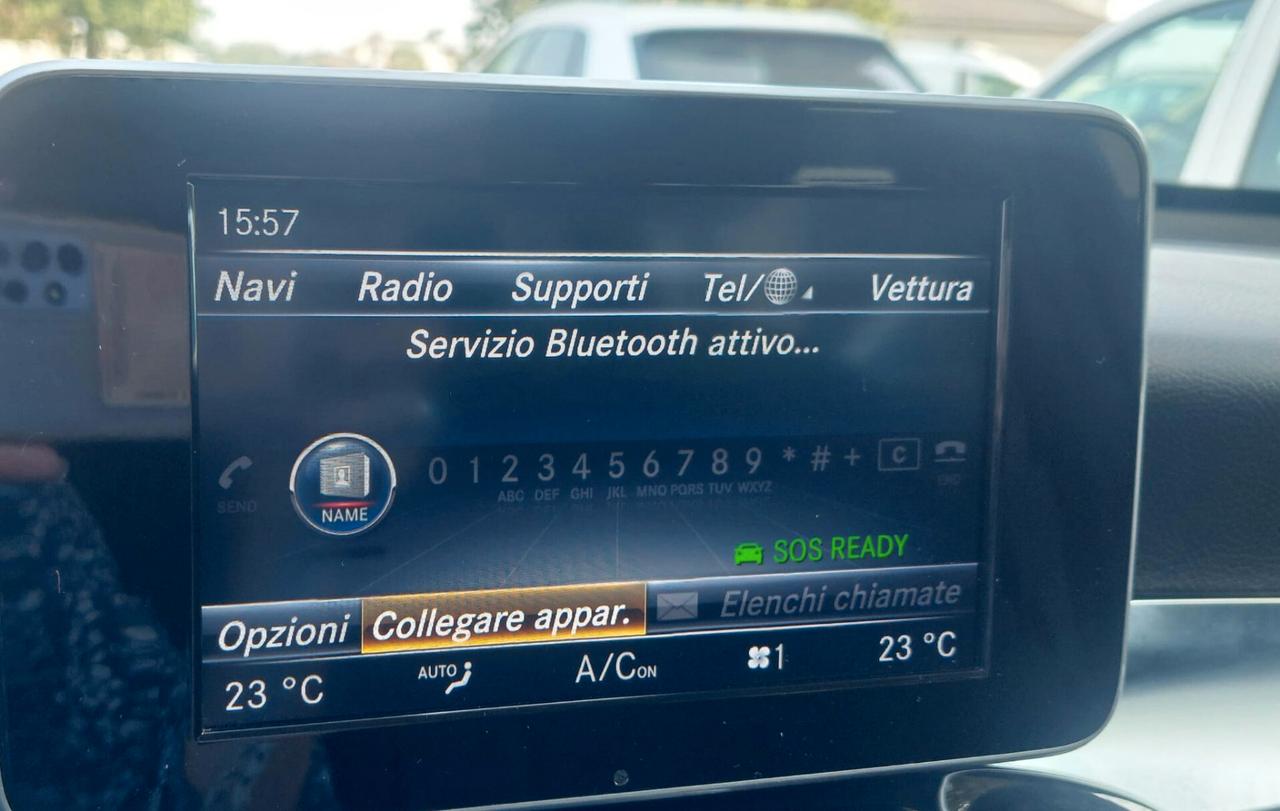 15:57
Navi Radio Supporti Tel/ Vettura
Servizio Bluetooth attivo...
0 1 2 3 4 5 6 7 8 9 * # + C
SEND NAME ABC DEF GHI JKL MNO PQRS TUV WXYZ END
SOS READY
Opzioni Collegare appar. Elenchi chiamate
23 °C AUTO A/C ON 1 23 °C